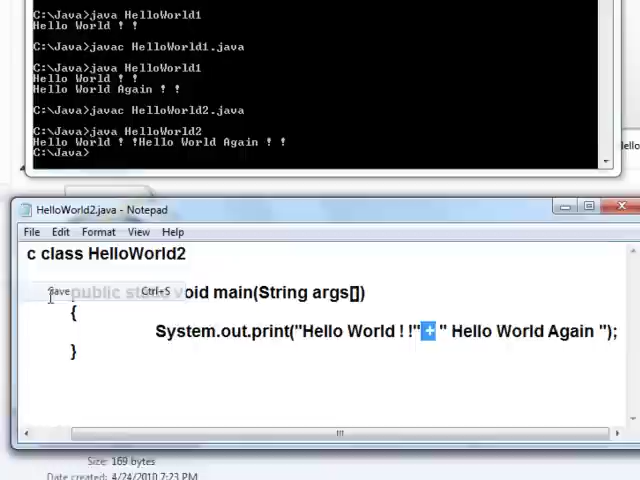 C:\Java>java HelloWorld1
Hello World ! !
C:\Java>javac HelloWorld1.java
C:\Java>java HelloWorld1
Hello World ! !
Hello World Again ! !
C:\Java>javac HelloWorld2.java
C:\Java>java HelloWorld2
Hello World ! !Hello World Again ! !
C:\Java>
ello
HelloWorld2.java - Notepad
File Edit Format View Help
c class HelloWorld2
Save Ctrl+S
public static void main(String args[])
{
System.out.print("Hello World ! !" + " Hello World Again ");
}
Size: 169 bytes
Date created: 4/24/2010 7:23 PM